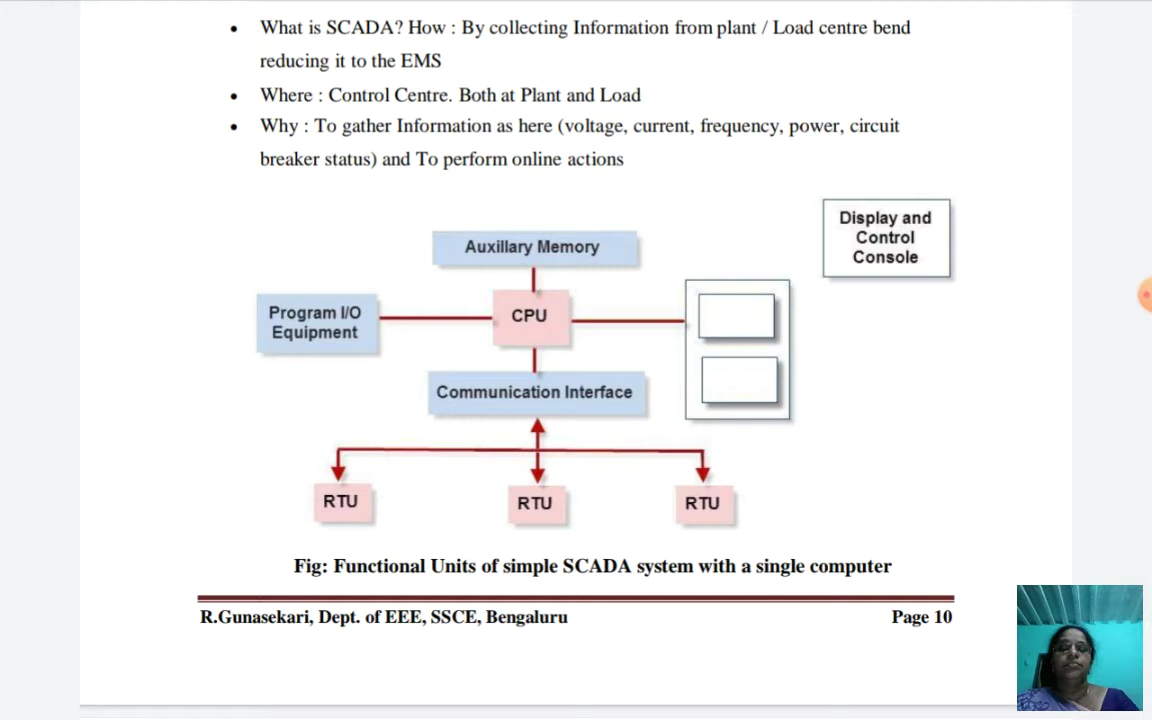 What is SCADA? How : By collecting Information from plant / Load centre bend
reducing it to the EMS
Where : Control Centre. Both at Plant and Load
Why : To gather Information as here (voltage, current, frequency, power, circuit
breaker status) and To perform online actions
Display and
Control
Console
Auxillary Memory
Program I/O
Equipment
CPU
Communication Interface
RTU
RTU
RTU
Fig: Functional Units of simple SCADA system with a single computer
R.Gunasekari, Dept. of EEE, SSCE, Bengaluru
Page 10